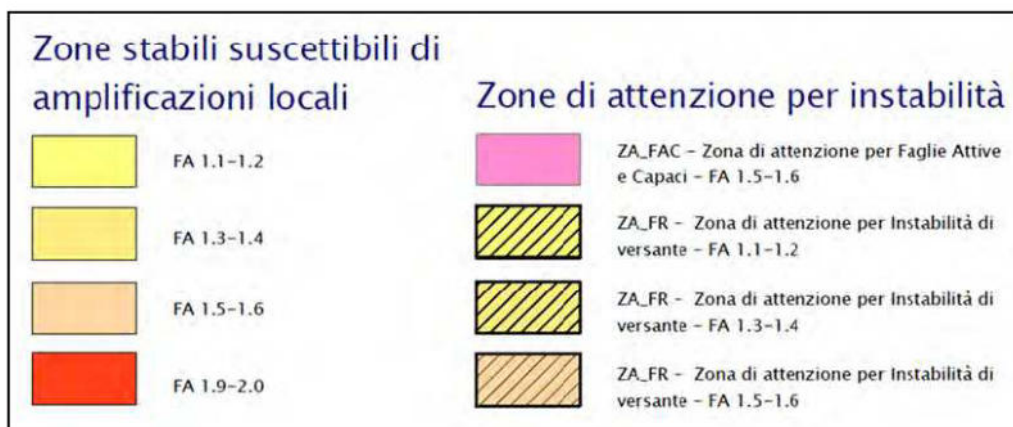 Zone stabili suscettibili di
amplificazioni locali
FA 1.1-1.2
FA 1.3-1.4
FA 1.5-1.6
FA 1.9-2.0
Zone di attenzione per instabilità
ZA_FAC - Zona di attenzione per Faglie Attive
e Capaci - FA 1.5-1.6
ZA_FR - Zona di attenzione per Instabilità di
versante - FA 1.1-1.2
ZA_FR - Zona di attenzione per Instabilità di
versante - FA 1.3-1.4
ZA_FR - Zona di attenzione per Instabilità di
versante - FA 1.5-1.6